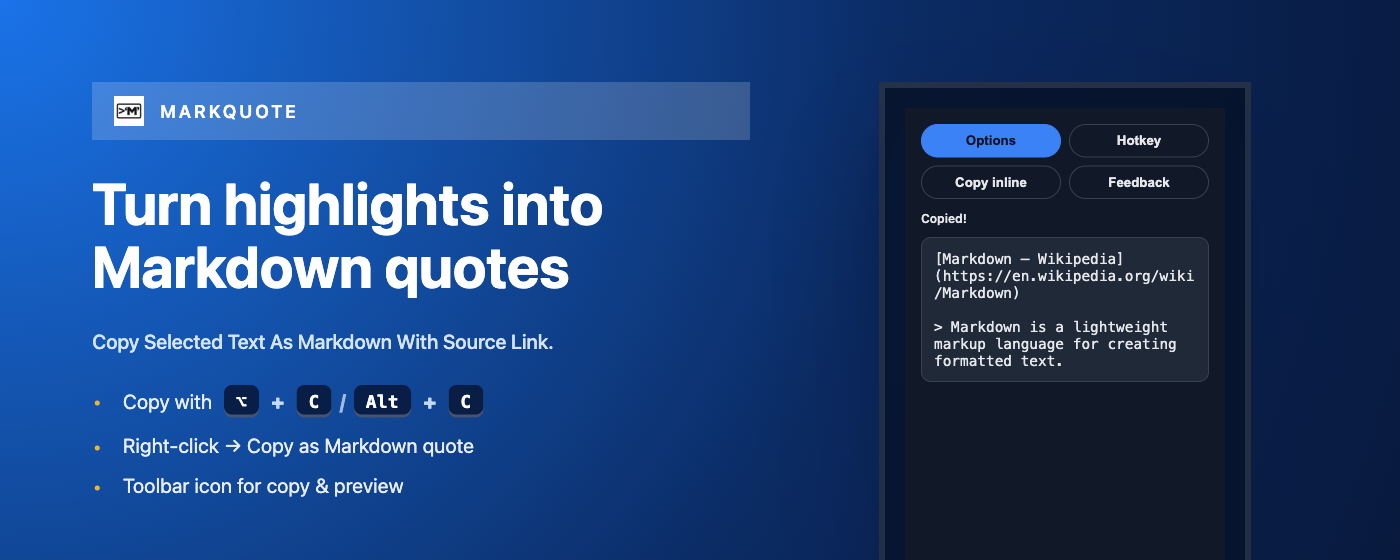 MARKQUOTE
Turn highlights into
Markdown quotes
Copy Selected Text As Markdown With Source Link.
• Copy with ⌥ + C / Alt + C
• Right-click → Copy as Markdown quote
• Toolbar icon for copy & preview
Options
Hotkey
Copy inline
Feedback
Copied!
[Markdown – Wikipedia]
(https://en.wikipedia.org/wiki
/Markdown)
> Markdown is a lightweight
markup language for creating
formatted text.